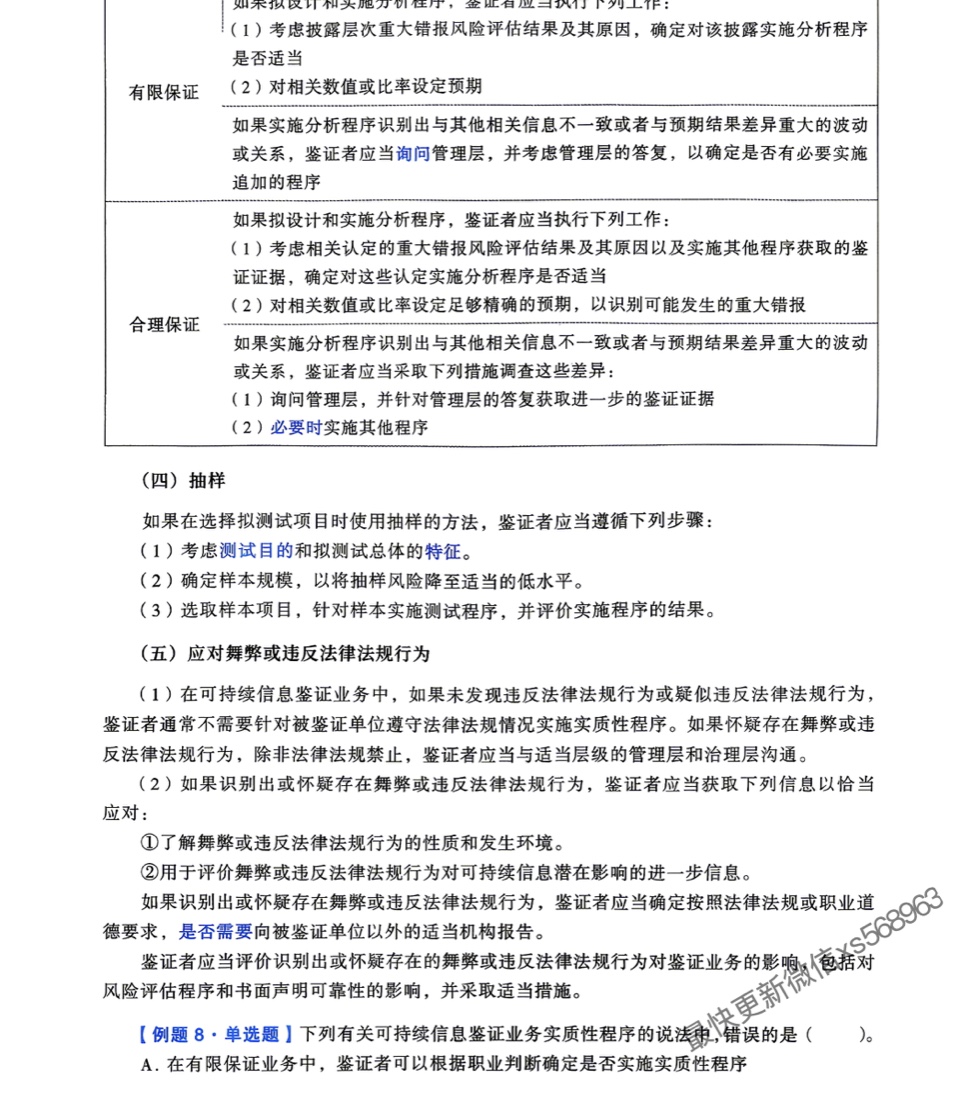 如果拟设计和实施分析程序，鉴证者应当执行下列工作：
（1）考虑披露层次重大错报风险评估结果及其原因，确定对该披露实施分析程序
是否适当
有限保证
（2）对相关数值或比率设定预期
如果实施分析程序识别出与其他相关信息不一致或者与预期结果差异重大的波动
或关系，鉴证者应当询问管理层，并考虑管理层的答复，以确定是否有必要实施
追加的程序
如果拟设计和实施分析程序，鉴证者应当执行下列工作：
（1）考虑相关认定的重大错报风险评估结果及其原因以及实施其他程序获取的鉴
证证据，确定对这些认定实施分析程序是否适当
（2）对相关数值或比率设定足够精确的预期，以识别可能发生的重大错报
合理保证
如果实施分析程序识别出与其他相关信息不一致或者与预期结果差异重大的波动
或关系，鉴证者应当采取下列措施调查这些差异：
（1）询问管理层，并针对管理层的答复获取进一步的鉴证证据
（2）必要时实施其他程序
（四）抽样
如果在选择拟测试项目时使用抽样的方法，鉴证者应当遵循下列步骤：
（1）考虑测试目的和拟测试总体的特征。
（2）确定样本规模，以将抽样风险降至适当的低水平。
（3）选取样本项目，针对样本实施测试程序，并评价实施程序的结果。
（五）应对舞弊或违反法律法规行为
（1）在可持续信息鉴证业务中，如果未发现违反法律法规行为或疑似违反法律法规行为，
鉴证者通常不需要针对被鉴证单位遵守法律法规情况实施实质性程序。如果怀疑存在舞弊或违
反法律法规行为，除非法律法规禁止，鉴证者应当与适当层级的管理层和治理层沟通。
（2）如果识别出或怀疑存在舞弊或违反法律法规行为，鉴证者应当获取下列信息以恰当
应对：
①了解舞弊或违反法律法规行为的性质和发生环境。
②用于评价舞弊或违反法律法规行为对可持续信息潜在影响的进一步信息。
如果识别出或怀疑存在舞弊或违反法律法规行为，鉴证者应当确定按照法律法规或职业道
德要求，是否需要向被鉴证单位以外的适当机构报告。
鉴证者应当评价识别出或怀疑存在的舞弊或违反法律法规行为对鉴证业务的影响，包括对
风险评估程序和书面声明可靠性的影响，并采取适当措施。
【例题 8·单选题】下列有关可持续信息鉴证业务实质性程序的说法中，错误的是（　　）。
A. 在有限保证业务中，鉴证者可以根据职业判断确定是否实施实质性程序
最快更新微信xs568963